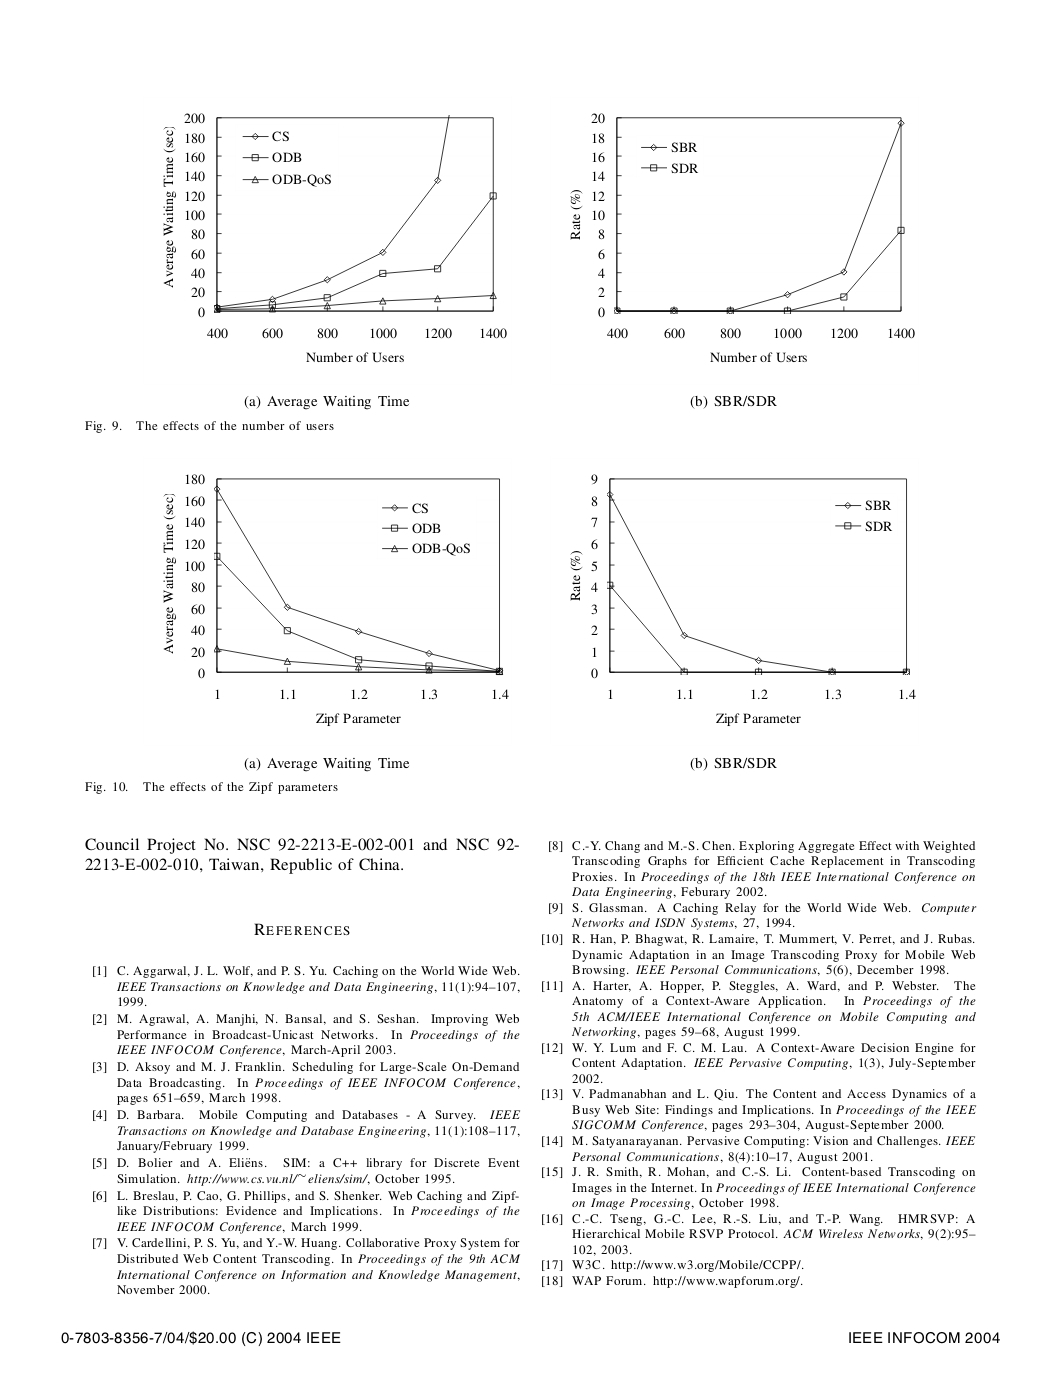 200
180
160
140
120
100
80
60
40
20
0
Average Waiting Time (sec)
CS
ODB
ODB-QoS
400 600 800 1000 1200 1400
Number of Users
(a) Average Waiting Time
20
18
16
14
12
10
8
6
4
2
0
Rate (%)
SBR
SDR
400 600 800 1000 1200 1400
Number of Users
(b) SBR/SDR
Fig. 9. The effects of the number of users
180
160
140
120
100
80
60
40
20
0
Average Waiting Time (sec)
CS
ODB
ODB-QoS
1 1.1 1.2 1.3 1.4
Zipf Parameter
(a) Average Waiting Time
9
8
7
6
5
4
3
2
1
0
Rate (%)
SBR
SDR
1 1.1 1.2 1.3 1.4
Zipf Parameter
(b) SBR/SDR
Fig. 10. The effects of the Zipf parameters
Council Project No. NSC 92-2213-E-002-001 and NSC 92-
2213-E-002-010, Taiwan, Republic of China.
REFERENCES
[1] C. Aggarwal, J. L. Wolf, and P. S. Yu. Caching on the World Wide Web.
IEEE Transactions on Knowledge and Data Engineering, 11(1):94–107,
1999.
[2] M. Agrawal, A. Manjhi, N. Bansal, and S. Seshan. Improving Web
Performance in Broadcast-Unicast Networks. In Proceedings of the
IEEE INFOCOM Conference, March-April 2003.
[3] D. Aksoy and M. J. Franklin. Scheduling for Large-Scale On-Demand
Data Broadcasting. In Proceedings of IEEE INFOCOM Conference,
pages 651–659, March 1998.
[4] D. Barbara. Mobile Computing and Databases - A Survey. IEEE
Transactions on Knowledge and Database Engineering, 11(1):108–117,
January/February 1999.
[5] D. Bolier and A. Eliëns. SIM: a C++ library for Discrete Event
Simulation. http://www.cs.vu.nl/~eliens/sim/, October 1995.
[6] L. Breslau, P. Cao, G. Phillips, and S. Shenker. Web Caching and Zipf-
like Distributions: Evidence and Implications. In Proceedings of the
IEEE INFOCOM Conference, March 1999.
[7] V. Cardellini, P. S. Yu, and Y.-W. Huang. Collaborative Proxy System for
Distributed Web Content Transcoding. In Proceedings of the 9th ACM
International Conference on Information and Knowledge Management,
November 2000.
[8] C.-Y. Chang and M.-S. Chen. Exploring Aggregate Effect with Weighted
Transcoding Graphs for Efficient Cache Replacement in Transcoding
Proxies. In Proceedings of the 18th IEEE International Conference on
Data Engineering, Feburary 2002.
[9] S. Glassman. A Caching Relay for the World Wide Web. Computer
Networks and ISDN Systems, 27, 1994.
[10] R. Han, P. Bhagwat, R. Lamaire, T. Mummert, V. Perret, and J. Rubas.
Dynamic Adaptation in an Image Transcoding Proxy for Mobile Web
Browsing. IEEE Personal Communications, 5(6), December 1998.
[11] A. Harter, A. Hopper, P. Steggles, A. Ward, and P. Webster. The
Anatomy of a Context-Aware Application. In Proceedings of the
5th ACM/IEEE International Conference on Mobile Computing and
Networking, pages 59–68, August 1999.
[12] W. Y. Lum and F. C. M. Lau. A Context-Aware Decision Engine for
Content Adaptation. IEEE Pervasive Computing, 1(3), July-September
2002.
[13] V. Padmanabhan and L. Qiu. The Content and Access Dynamics of a
Busy Web Site: Findings and Implications. In Proceedings of the IEEE
SIGCOMM Conference, pages 293–304, August-September 2000.
[14] M. Satyanarayanan. Pervasive Computing: Vision and Challenges. IEEE
Personal Communications, 8(4):10–17, August 2001.
[15] J. R. Smith, R. Mohan, and C.-S. Li. Content-based Transcoding on
Images in the Internet. In Proceedings of IEEE International Conference
on Image Processing, October 1998.
[16] C.-C. Tseng, G.-C. Lee, R.-S. Liu, and T.-P. Wang. HMRSVP: A
Hierarchical Mobile RSVP Protocol. ACM Wireless Networks, 9(2):95–
102, 2003.
[17] W3C. http://www.w3.org/Mobile/CCPP/.
[18] WAP Forum. http://www.wapforum.org/.
0-7803-8356-7/04/$20.00 (C) 2004 IEEE
IEEE INFOCOM 2004